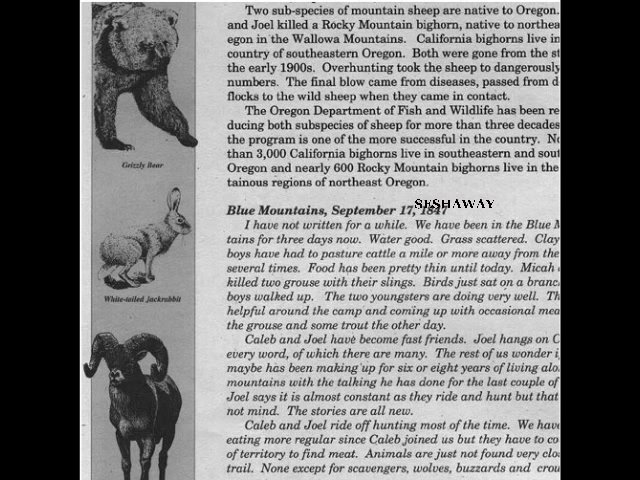 Two sub-species of mountain sheep are native to Oregon.
and Joel killed a Rocky Mountain bighorn, native to northea
egon in the Wallowa Mountains. California bighorns live in
country of southeastern Oregon. Both were gone from the st
the early 1900s. Overhunting took the sheep to dangerously
numbers. The final blow came from diseases, passed from d
flocks to the wild sheep when they came in contact.
The Oregon Department of Fish and Wildlife has been re
ducing both subspecies of sheep for more than three decades
the program is one of the more successful in the country. No
than 3,000 California bighorns live in southeastern and sout
Oregon and nearly 600 Rocky Mountain bighorns live in the
tainous regions of northeast Oregon.
Grizzly Bear
SESHAWAY
Blue Mountains, September 17, 1847
I have not written for a while. We have been in the Blue M
tains for three days now. Water good. Grass scattered. Clay
boys have had to pasture cattle a mile or more away from the
several times. Food has been pretty thin until today. Micah
killed two grouse with their slings. Birds just sat on a branc
boys walked up. The two youngsters are doing very well. Th
helpful around the camp and coming up with occasional mea
the grouse and some trout the other day.
White-tailed jackrabbit
Caleb and Joel have become fast friends. Joel hangs on C
every word, of which there are many. The rest of us wonder i
maybe has been making up for six or eight years of living alo
mountains with the talking he has done for the last couple of
Joel says it is almost constant as they ride and hunt but that
not mind. The stories are all new.
Caleb and Joel ride off hunting most of the time. We have
eating more regular since Caleb joined us but they have to co
of territory to find meat. Animals are just not found very clo
trail. None except for scavengers, wolves, buzzards and crow